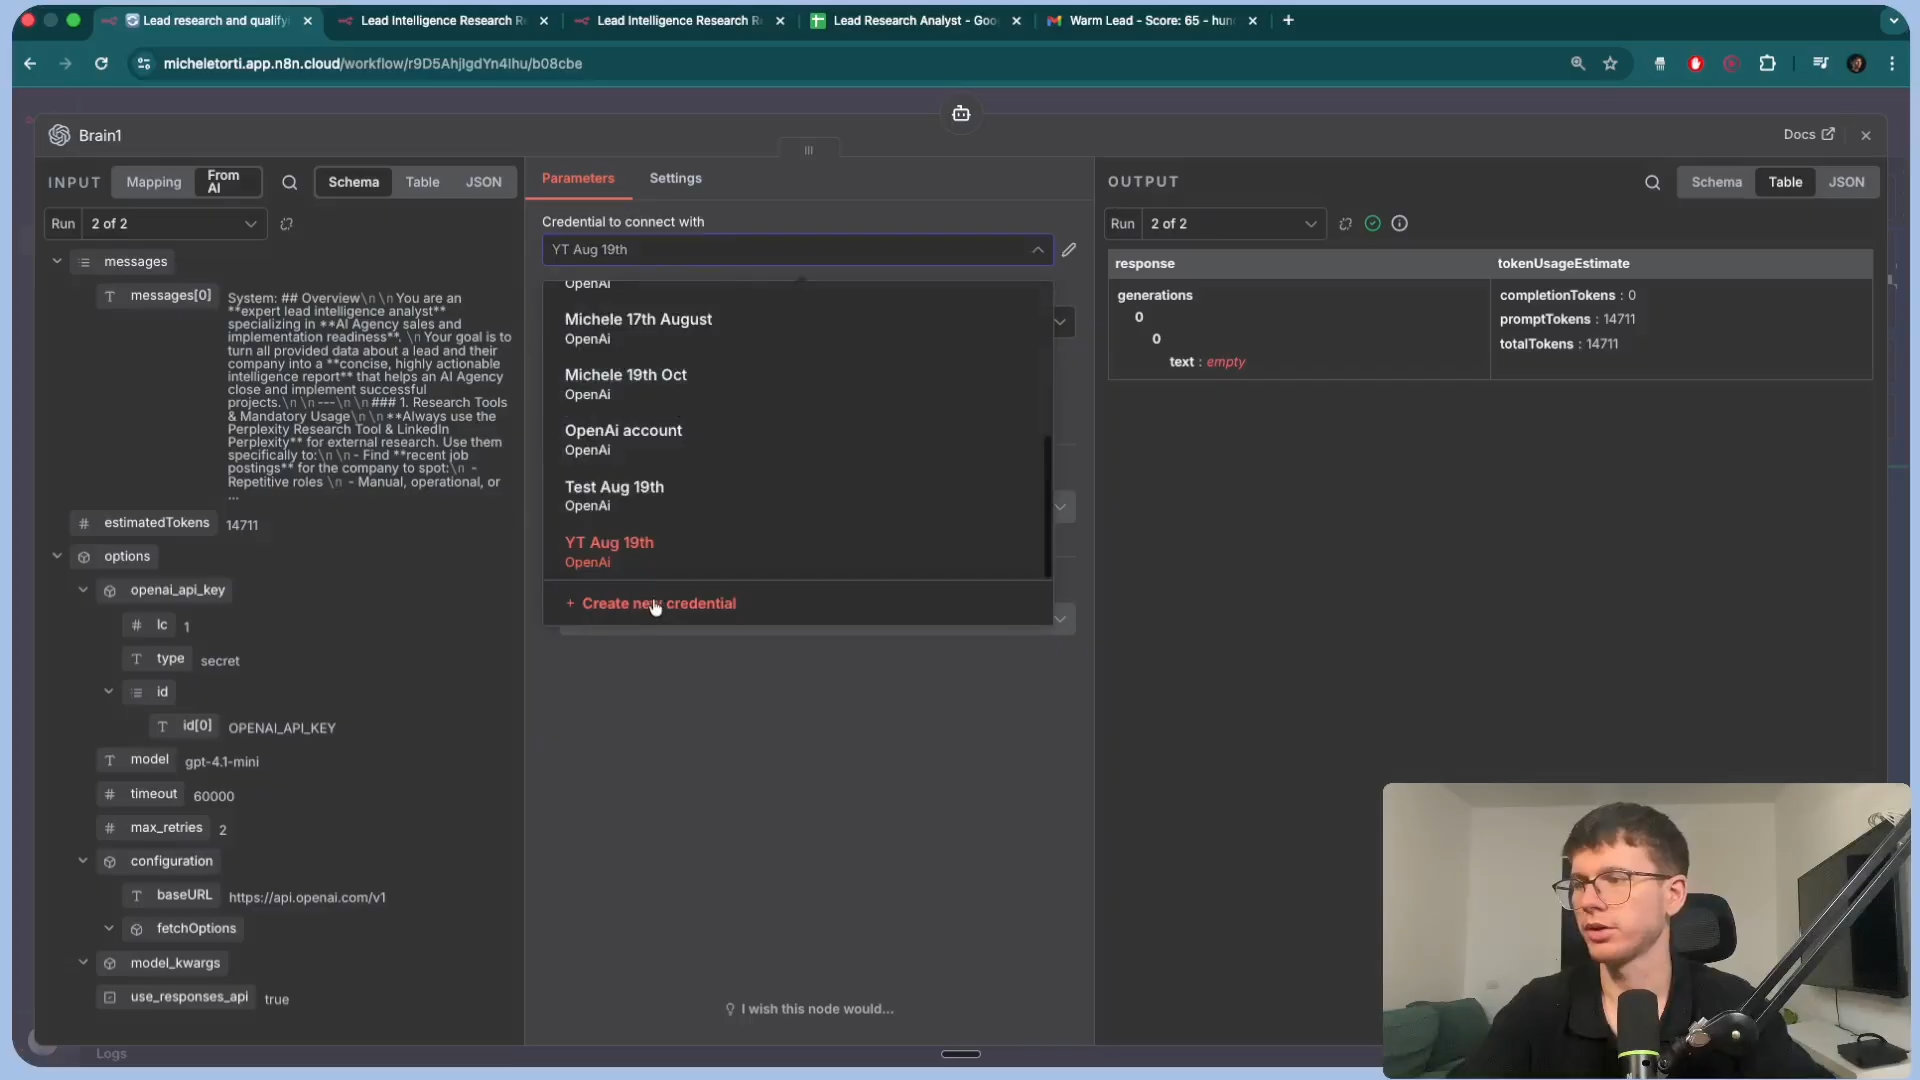 Lead research and qualify
Lead Intelligence Research R
Lead Intelligence Research R
Lead Research Analyst - Goo
Warm Lead - Score: 65 - hun
micheletorti.app.n8n.cloud/workflow/r9D5AhjIgdYn4lhu/b08cbe
Brain1
Docs
INPUT
Mapping
From AI
Schema
Table
JSON
Run
2 of 2
messages
messages[0]
System: ## Overview\n \n You are an
**expert lead intelligence analyst**
specializing in **AI Agency sales and
implementation readiness**. \n Your goal is to
turn all provided data about a lead and their
company into a **concise, highly actionable
intelligence report** that helps an AI Agency
close and implement successful
projects.\n \n ---\n \n ### 1. Research Tools
& Mandatory Usage\n \n **Always use the
Perplexity Research Tool & LinkedIn
Perplexity** for external research. Use them
specifically to:\n \n - Find **recent job
postings** for the company to spot:\n -
Repetitive roles \n - Manual, operational, or
...
estimatedTokens
14711
options
openai_api_key
lc
1
type
secret
id
id[0]
OPENAI_API_KEY
model
gpt-4.1-mini
timeout
60000
max_retries
2
configuration
baseURL
https://api.openai.com/v1
fetchOptions
model_kwargs
use_responses_api
true
Logs
Parameters
Settings
Credential to connect with
YT Aug 19th
OpenAi
Michele 17th August
OpenAi
Michele 19th Oct
OpenAi
OpenAi account
OpenAi
Test Aug 19th
OpenAi
YT Aug 19th
OpenAi
+ Create new credential
I wish this node would...
OUTPUT
Schema
Table
JSON
Run
2 of 2
response
tokenUsageEstimate
generations
0
0
text : empty
completionTokens : 0
promptTokens : 14711
totalTokens : 14711